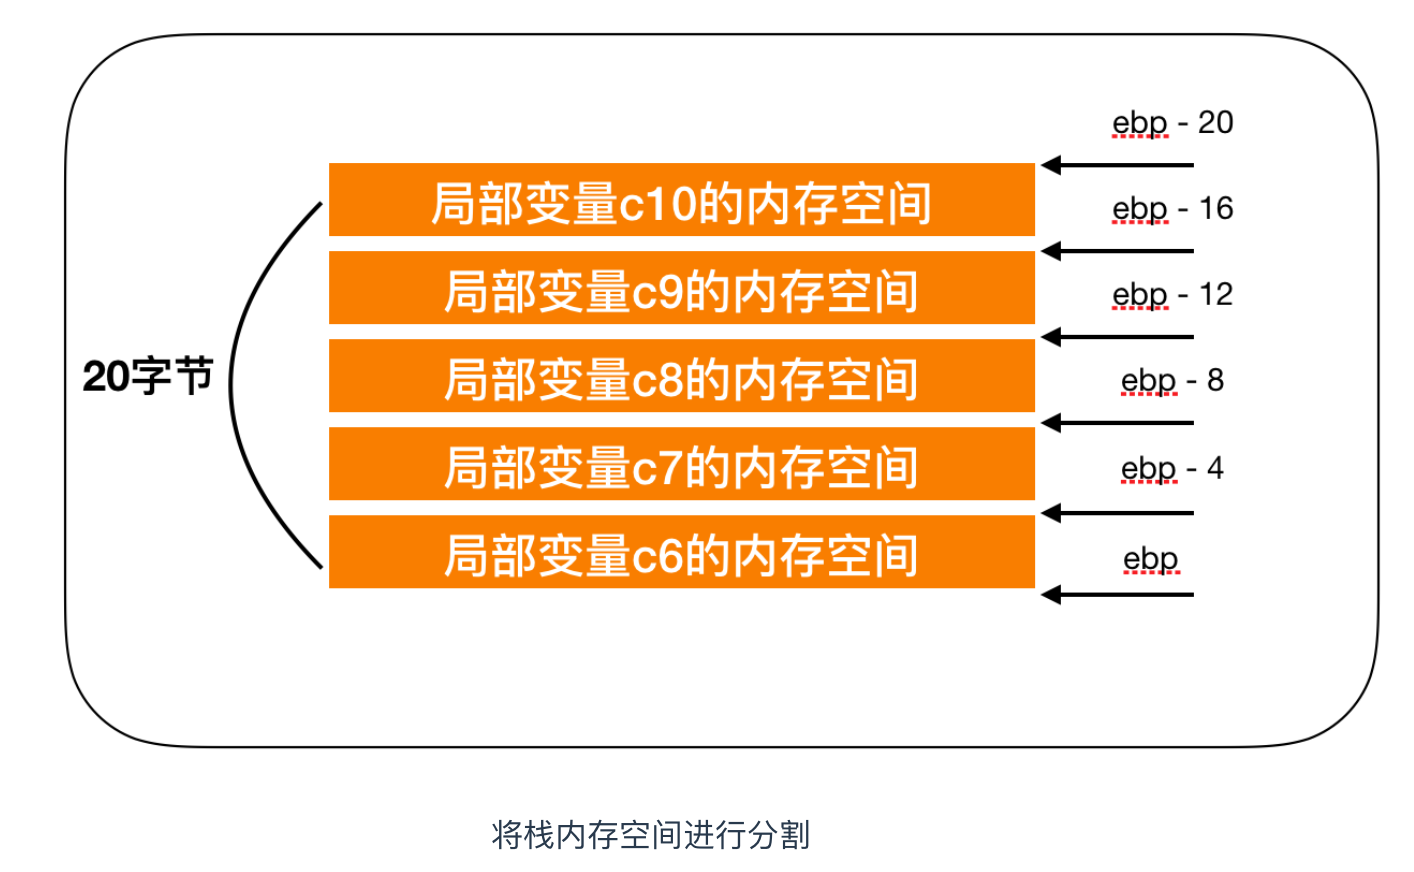 ebp - 20
局部变量c10的内存空间
ebp - 16
局部变量c9的内存空间
ebp - 12
局部变量c8的内存空间
20字节
ebp - 8
局部变量c7的内存空间
ebp - 4
局部变量c6的内存空间
ebp
将栈内存空间进行分割